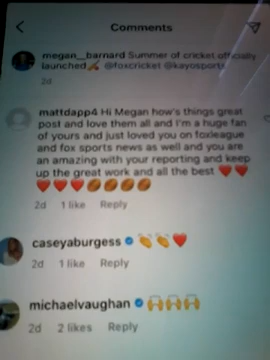 Comments
megan__barnard Summer of cricket officially
launched🏏 @foxcricket @kayosports
2d
mattdapp4 Hi Megan how's things great
post and love them all and I'm a huge fan
of yours and just loved you on foxleague
and fox sports news as well and you are
an amazing with your reporting and keep
up the great work and all the best ❤️❤️
❤️❤️❤️🏉🏉🏉🏉
2d 1 like Reply
caseyaburgess 👏👏❤️
2d 1 like Reply
michaelvaughan 🙌🙌🙌
2d 2 likes Reply